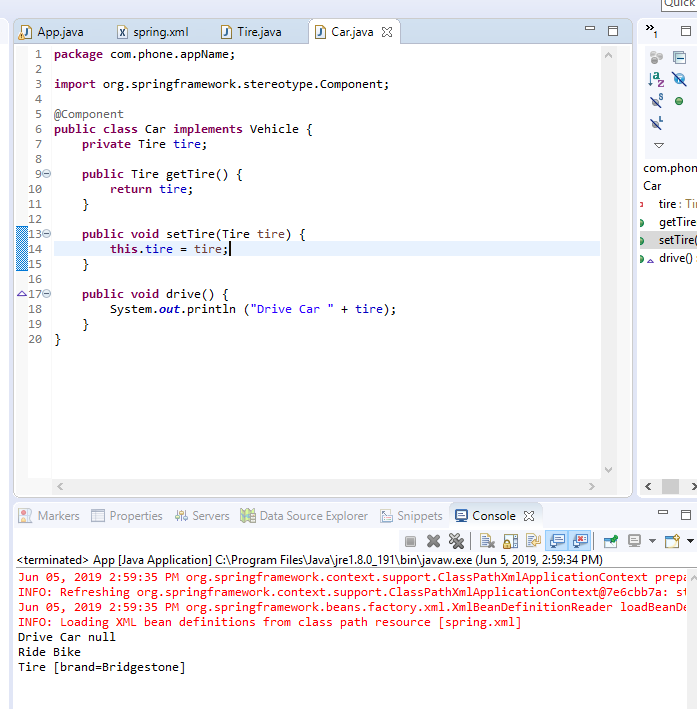 Quick
App.java
spring.xml
Tire.java
Car.java
1 package com.phone.appName;
2
3 import org.springframework.stereotype.Component;
4
5 @Component
6 public class Car implements Vehicle {
7 private Tire tire;
8
9 public Tire getTire() {
10 return tire;
11 }
12
13 public void setTire(Tire tire) {
14 this.tire = tire;
15 }
16
17 public void drive() {
18 System.out.println ("Drive Car " + tire);
19 }
20 }
»1
com.phon
Car
tire : Ti
getTire
setTire(
drive() :
Markers
Properties
Servers
Data Source Explorer
Snippets
Console
<terminated> App [Java Application] C:\Program Files\Java\jre1.8.0_191\bin\javaw.exe (Jun 5, 2019, 2:59:34 PM)
Jun 05, 2019 2:59:35 PM org.springframework.context.support.ClassPathXmlApplicationContext prepa
INFO: Refreshing org.springframework.context.support.ClassPathXmlApplicationContext@7e6cbb7a: st
Jun 05, 2019 2:59:35 PM org.springframework.beans.factory.xml.XmlBeanDefinitionReader loadBeanDe
INFO: Loading XML bean definitions from class path resource [spring.xml]
Drive Car null
Ride Bike
Tire [brand=Bridgestone]